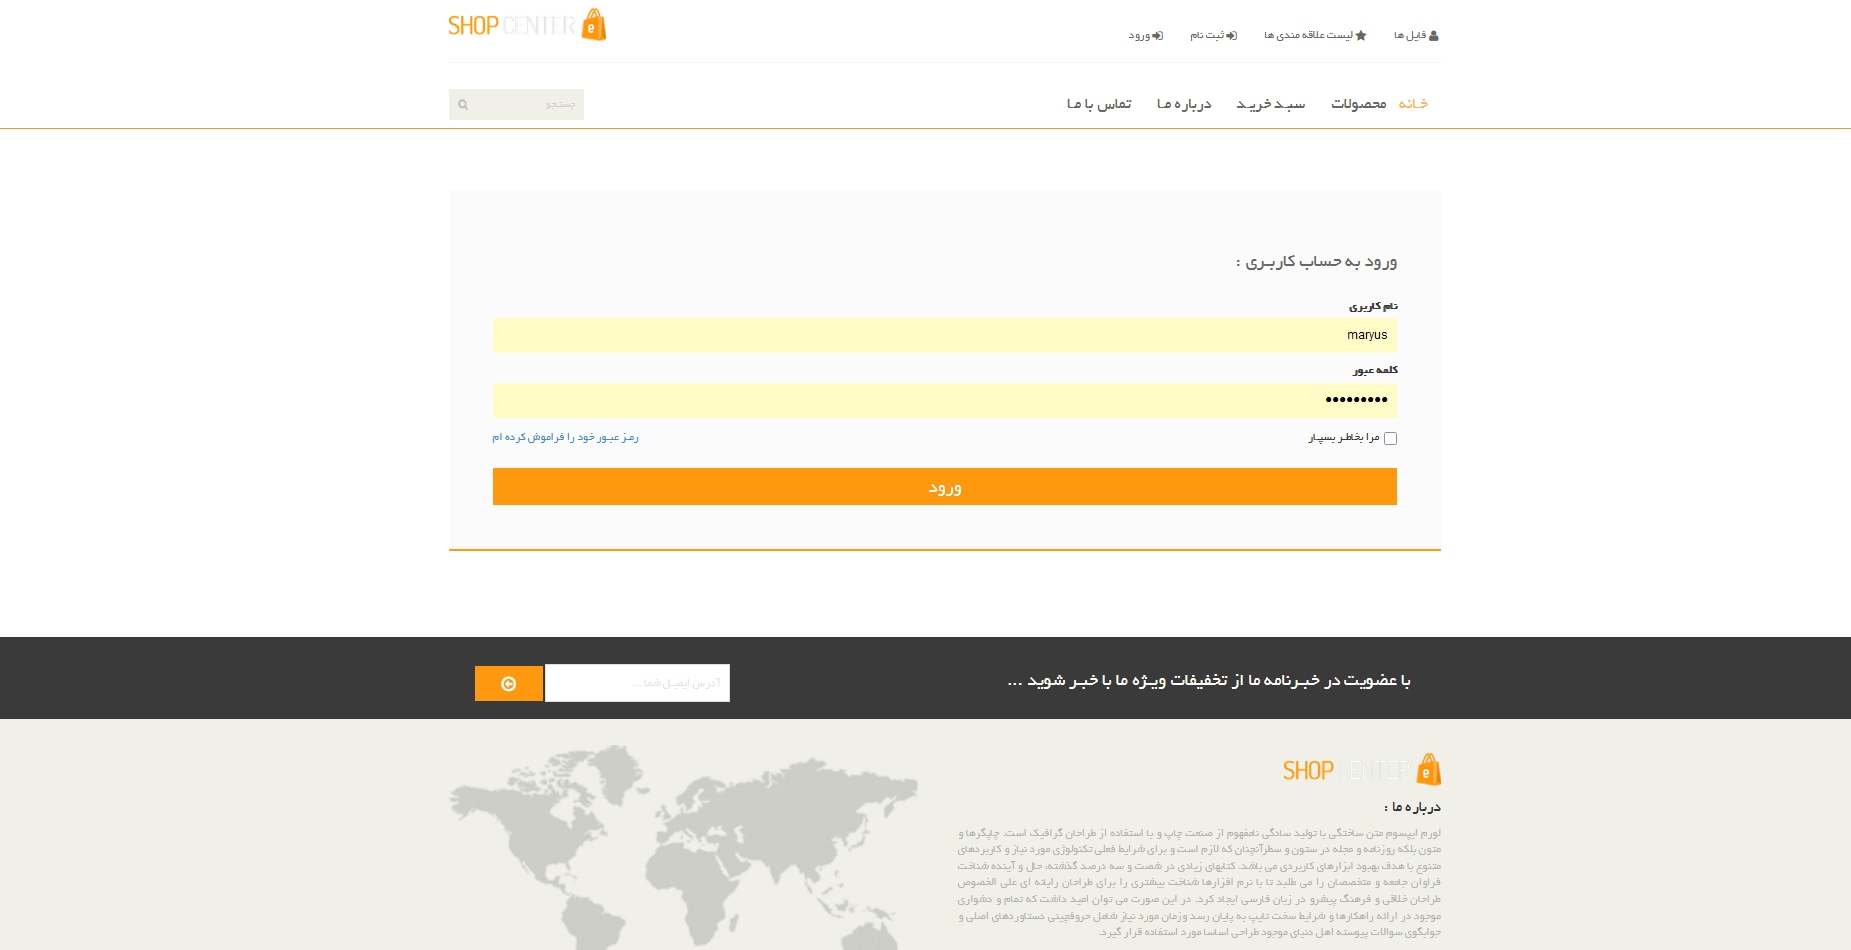 SHOP CENTER
فایل ها
لیست علاقه مندی ها
ثبت نام
ورود
خانه
محصولات
سبد خرید
درباره ما
تماس با ما
جستجو
ورود به حساب کاربری :
نام کاربری
maryus
کلمه عبور
•••••••••
مرا بخاطر بسپار
رمز عبور خود را فراموش کرده ام
ورود
با عضویت در خبرنامه ما از تخفیفات ویژه ما با خبر شوید ...
آدرس ایمیل شما ...
SHOP CENTER
درباره ما :
لورم ایپسوم متن ساختگی با تولید سادگی نامفهوم از صنعت چاپ و با استفاده از طراحان گرافیک است. چاپگرها و
متون بلکه روزنامه و مجله در ستون و سطرآنچنان که لازم است و برای شرایط فعلی تکنولوژی مورد نیاز و کاربردهای
متنوع با هدف بهبود ابزارهای کاربردی می باشد. کتابهای زیادی در شصت و سه درصد گذشته، حال و آینده شناخت
فراوان جامعه و متخصصان را می طلبد تا با نرم افزارها شناخت بیشتری را برای طراحان رایانه ای علی الخصوص
طراحان خلاقی و فرهنگ پیشرو در زبان فارسی ایجاد کرد. در این صورت می توان امید داشت که تمام و دشواری
موجود در ارائه راهکارها و شرایط سخت تایپ به پایان رسد وزمان مورد نیاز شامل حروفچینی دستاوردهای اصلی و
جوابگوی سوالات پیوسته اهل دنیای موجود طراحی اساسا مورد استفاده قرار گیرد.